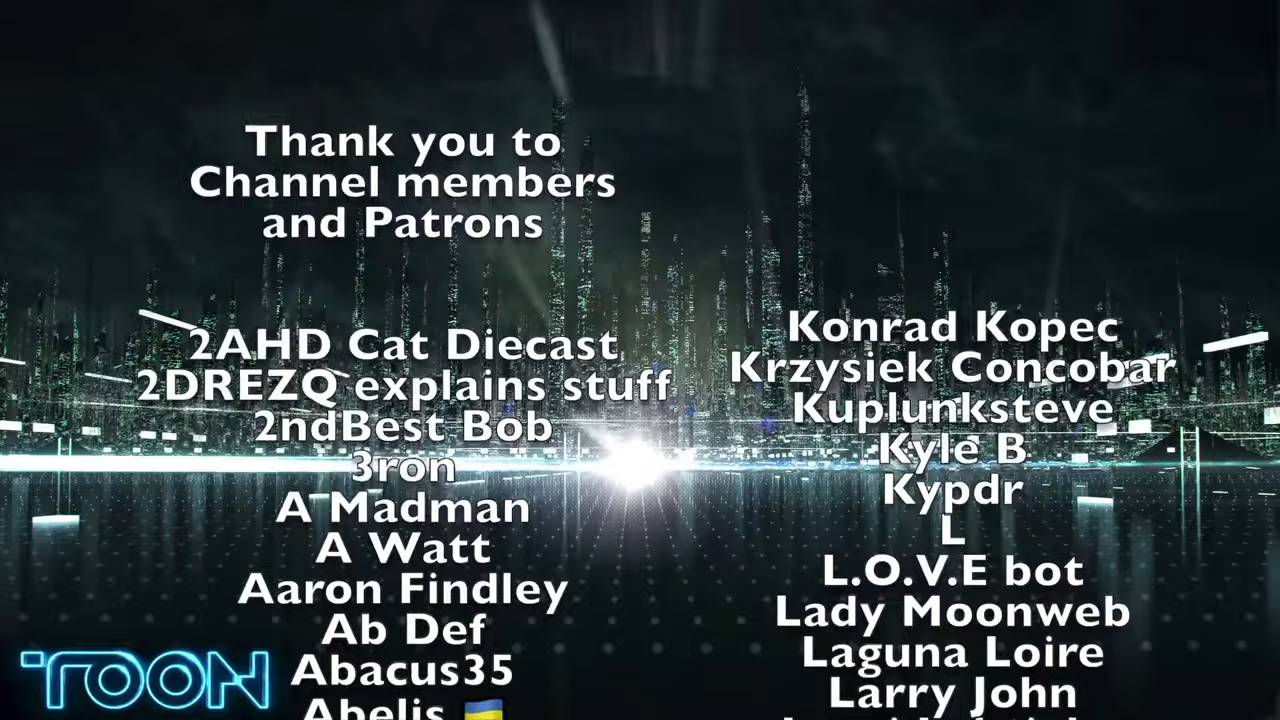 Thank you to
Channel members
and Patrons
2AHD Cat Diecast
2DREZQ explains stuff
2ndBest Bob
3ron
A Madman
A Watt
Aaron Findley
Ab Def
Abacus35
Abelis 🇺🇦
Konrad Kopec
Krzysiek Concobar
Kuplunksteve
Kyle B
Kypdr
L
L.O.V.E bot
Lady Moonweb
Laguna Loire
Larry John
TOON